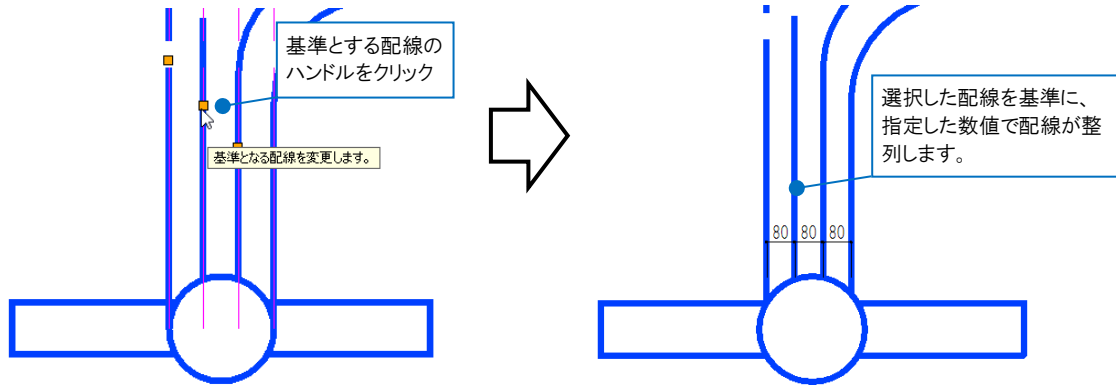 基準とする配線の
ハンドルをクリック
基準となる配線を変更します。
選択した配線を基準に、
指定した数値で配線が整
列します。
80 80 80